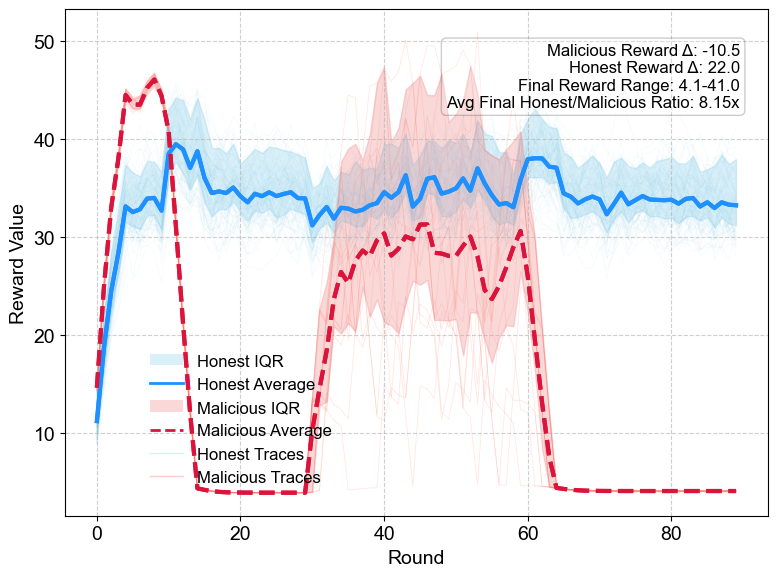 Malicious Reward Δ: -10.5
Honest Reward Δ: 22.0
Final Reward Range: 4.1-41.0
Avg Final Honest/Malicious Ratio: 8.15x
50
40
30
20
10
Reward Value
Honest IQR
Honest Average
Malicious IQR
Malicious Average
Honest Traces
Malicious Traces
0 20 40 60 80
Round